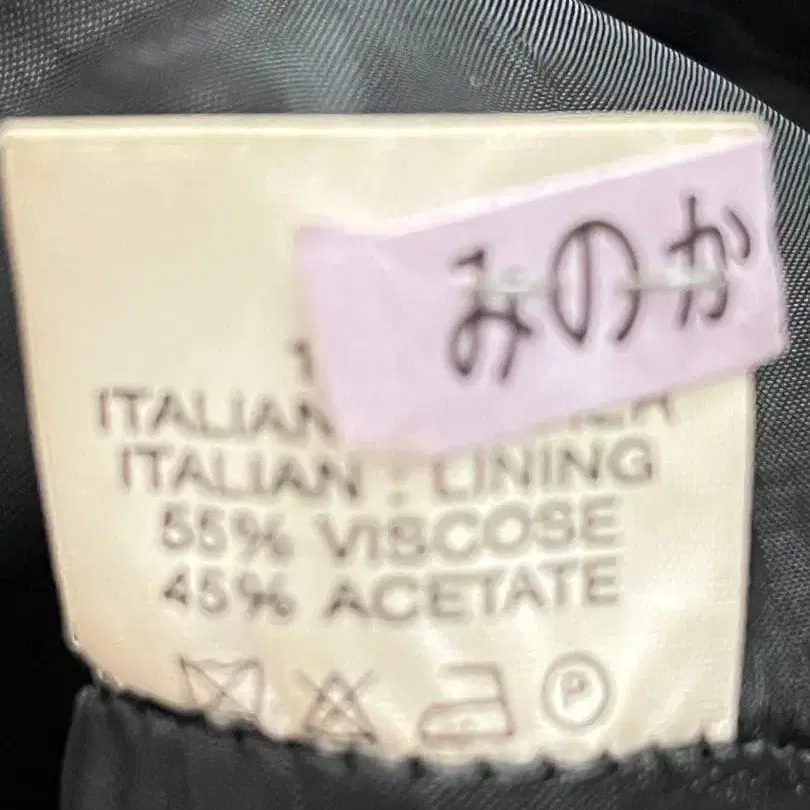 みのか
ITALIAN
ITALIAN : LINING
55% VISCOSE
45% ACETATE
P